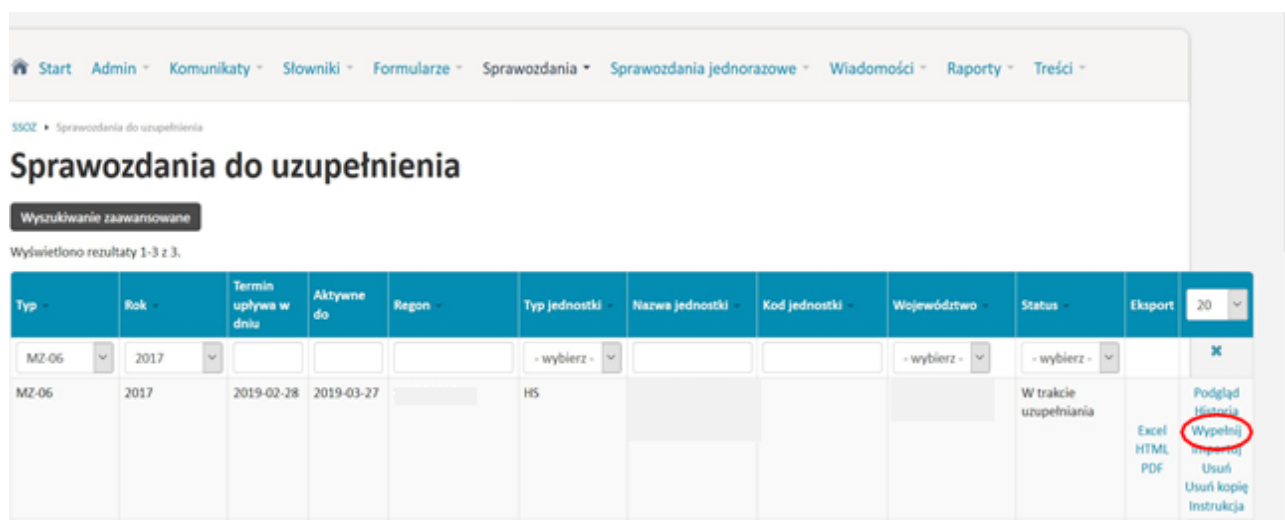 Start Admin Komunikaty Słowniki Formularze Sprawozdania Sprawozdania jednorazowe Wiadomości Raporty Treści
SSOZ Sprawozdania do uzupełnienia
Sprawozdania do uzupełnienia
Wyszukiwanie zaawansowane
Wyświetlono rezultaty 1-3 z 3.
Typ Rok Termin upływa w dniu Aktywne do Regon Typ jednostki Nazwa jednostki Kod jednostki Województwo Status Eksport 20
MZ-06 2017 - wybierz - - wybierz - - wybierz -
MZ-06 2017 2019-02-28 2019-03-27 HS W trakcie uzupełniania
Excel
HTML
PDF
Podgląd
Historia
Wypełnij
Importuj
Usuń
Usuń kopię
Instrukcja